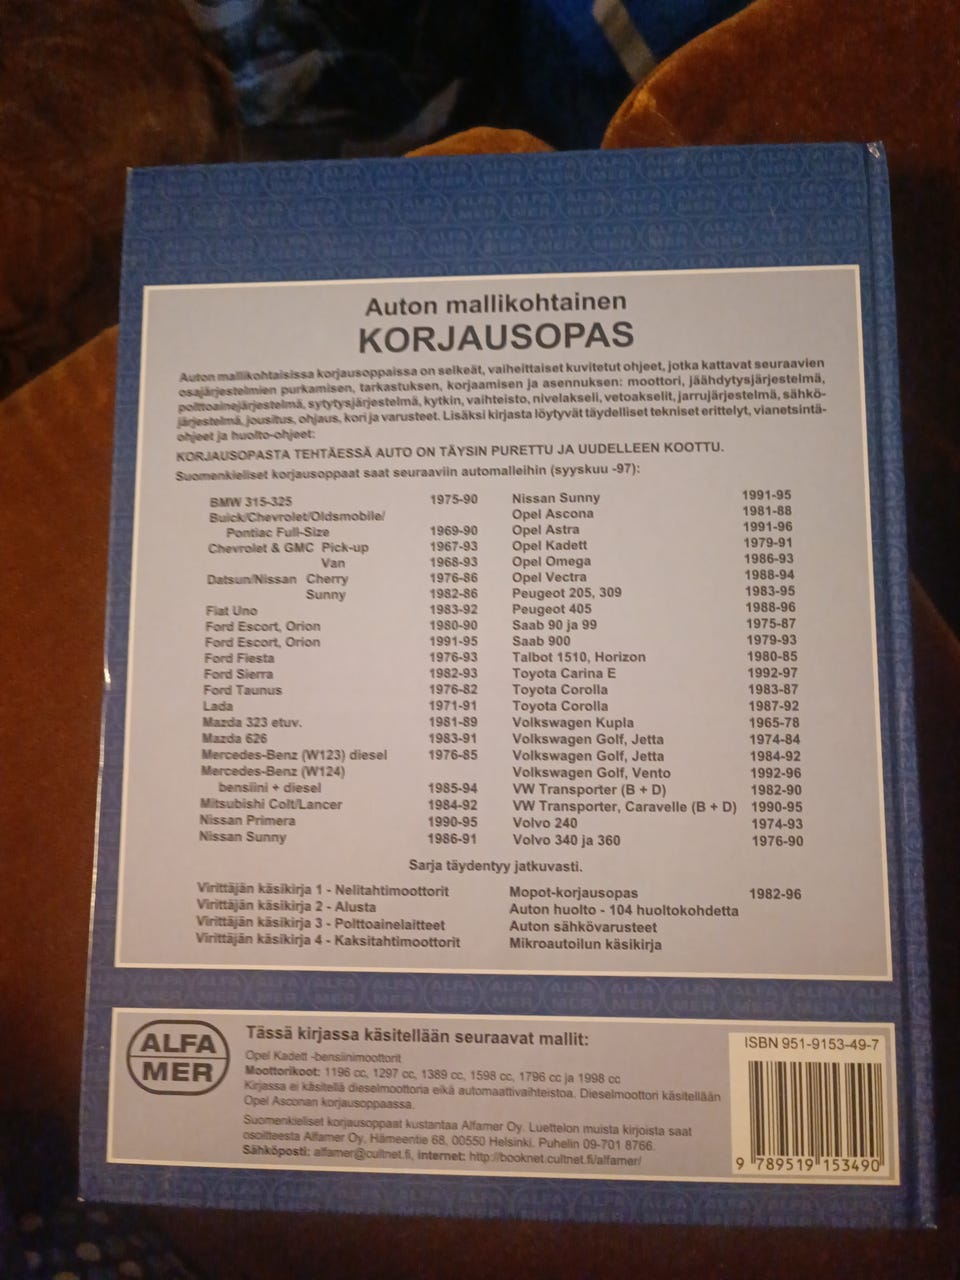 Auton mallikohtainen
KORJAUSOPAS
Auton mallikohtaisissa korjausoppaissa on selkeät, vaiheittaiset kuvitetut ohjeet, jotka kattavat seuraavien
osajärjestelmien purkamisen, tarkastuksen, korjaamisen ja asennuksen: moottori, jäähdytysjärjestelmä,
polttoainejärjestelmä, sytytysjärjestelmä, kytkin, vaihteisto, nivelakseli, vetoakselit, jarrujärjestelmä, sähkö-
järjestelmä, jousitus, ohjaus, kori ja varusteet. Lisäksi kirjasta löytyvät täydelliset tekniset erittelyt, vianetsintä-
ohjeet ja huolto-ohjeet:
KORJAUSOPASTA TEHTÄESSÄ AUTO ON TÄYSIN PURETTU JA UUDELLEEN KOOTTU.
Suomenkieliset korjausoppaat saat seuraaviin automalleihin (syyskuu -97):
BMW 315-325 1975-90
Buick/Chevrolet/Oldsmobile/
Pontiac Full-Size 1969-90
Chevrolet & GMC Pick-up 1967-93
Van 1968-93
Datsun/Nissan Cherry 1976-86
Sunny 1982-86
Fiat Uno 1983-92
Ford Escort, Orion 1980-90
Ford Escort, Orion 1991-95
Ford Fiesta 1976-93
Ford Sierra 1982-93
Ford Taunus 1976-82
Lada 1971-91
Mazda 323 etuv. 1981-89
Mazda 626 1983-91
Mercedes-Benz (W123) diesel 1976-85
Mercedes-Benz (W124)
bensiini + diesel 1985-94
Mitsubishi Colt/Lancer 1984-92
Nissan Primera 1990-95
Nissan Sunny 1986-91
Nissan Sunny 1991-95
Opel Ascona 1981-88
Opel Astra 1991-96
Opel Kadett 1979-91
Opel Omega 1986-93
Opel Vectra 1988-94
Peugeot 205, 309 1983-95
Peugeot 405 1988-96
Saab 90 ja 99 1975-87
Saab 900 1979-93
Talbot 1510, Horizon 1980-85
Toyota Carina E 1992-97
Toyota Corolla 1983-87
Toyota Corolla 1987-92
Volkswagen Kupla 1965-78
Volkswagen Golf, Jetta 1974-84
Volkswagen Golf, Jetta 1984-92
Volkswagen Golf, Vento 1992-96
VW Transporter (B + D) 1982-90
VW Transporter, Caravelle (B + D) 1990-95
Volvo 240 1974-93
Volvo 340 ja 360 1976-90
Sarja täydentyy jatkuvasti.
Virittäjän käsikirja 1 - Nelitahtimoottorit
Virittäjän käsikirja 2 - Alusta
Virittäjän käsikirja 3 - Polttoainelaitteet
Virittäjän käsikirja 4 - Kaksitahtimoottorit
Mopot-korjausopas 1982-96
Auton huolto - 104 huoltokohdetta
Auton sähkövarusteet
Mikroautoilun käsikirja
ALFA
MER
Tässä kirjassa käsitellään seuraavat mallit:
Opel Kadett -bensiinimoottorit
Moottorikoot: 1196 cc, 1297 cc, 1389 cc, 1598 cc, 1796 cc ja 1998 cc
Kirjassa ei käsitellä dieselmoottoria eikä automaattivaihteistoa. Dieselmoottori käsitellään
Opel Asconan korjausoppaassa.
Suomenkieliset korjausoppaat kustantaa Alfamer Oy. Luettelon muista kirjoista saat
osoitteesta Alfamer Oy, Hämeentie 68, 00550 Helsinki. Puhelin 09-701 8766.
Sähköposti: alfamer@cultnet.fi, internet: http://booknet.cultnet.fi/alfamer/
ISBN 951-9153-49-7
9 789519 153490